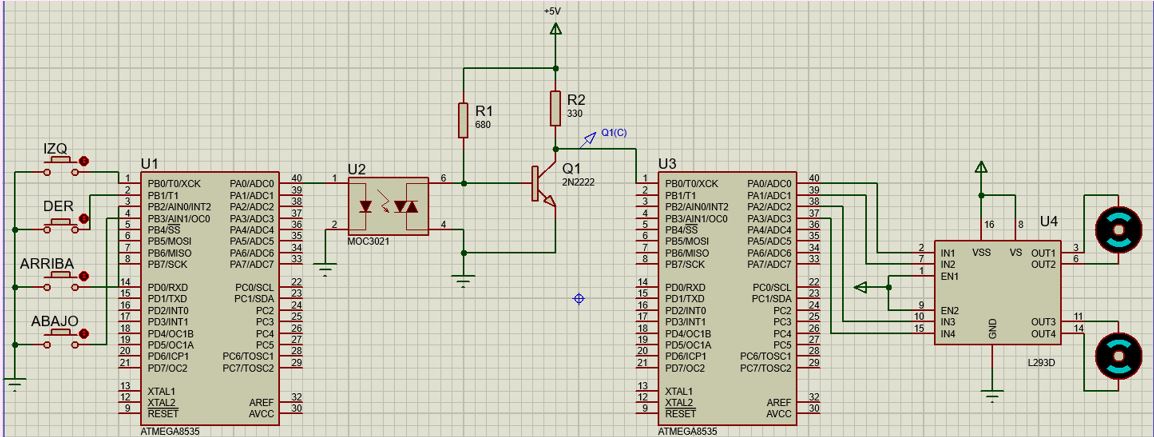 +5V
R1
680
R2
330
Q1(C)
Q1
2N2222
IZQ
DER
ARRIBA
ABAJO
U1
1 PB0/T0/XCK PA0/ADC0 40
2 PB1/T1 PA1/ADC1 39
3 PB2/AIN0/INT2 PA2/ADC2 38
4 PB3/AIN1/OC0 PA3/ADC3 37
5 PB4/SS PA4/ADC4 36
6 PB5/MOSI PA5/ADC5 35
7 PB6/MISO PA6/ADC6 34
8 PB7/SCK PA7/ADC7 33
14 PD0/RXD PC0/SCL 22
15 PD1/TXD PC1/SDA 23
16 PD2/INT0 PC2 24
17 PD3/INT1 PC3 25
18 PD4/OC1B PC4 26
19 PD5/OC1A PC5 27
20 PD6/ICP1 PC6/TOSC1 28
21 PD7/OC2 PC7/TOSC2 29
13 XTAL1
12 XTAL2 AREF 32
9 RESET AVCC 30
ATMEGA8535
U2
1 6
2 4
MOC3021
U3
1 PB0/T0/XCK PA0/ADC0 40
2 PB1/T1 PA1/ADC1 39
3 PB2/AIN0/INT2 PA2/ADC2 38
4 PB3/AIN1/OC0 PA3/ADC3 37
5 PB4/SS PA4/ADC4 36
6 PB5/MOSI PA5/ADC5 35
7 PB6/MISO PA6/ADC6 34
8 PB7/SCK PA7/ADC7 33
14 PD0/RXD PC0/SCL 22
15 PD1/TXD PC1/SDA 23
16 PD2/INT0 PC2 24
17 PD3/INT1 PC3 25
18 PD4/OC1B PC4 26
19 PD5/OC1A PC5 27
20 PD6/ICP1 PC6/TOSC1 28
21 PD7/OC2 PC7/TOSC2 29
13 XTAL1
12 XTAL2 AREF 32
9 RESET AVCC 30
ATMEGA8535
U4
16 8
VSS VS
2 IN1 OUT1 3
7 IN2 OUT2 6
1 EN1
9 EN2
10 IN3 OUT3 11
15 IN4 OUT4 14
GND
L293D